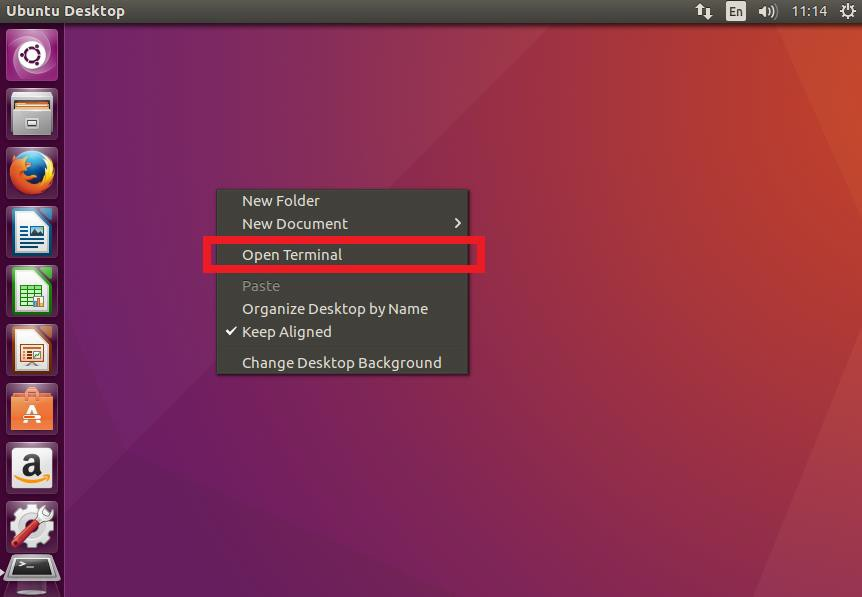 Ubuntu Desktop
En
11:14
New Folder
New Document
Open Terminal
Paste
Organize Desktop by Name
Keep Aligned
Change Desktop Background
A
a
>_